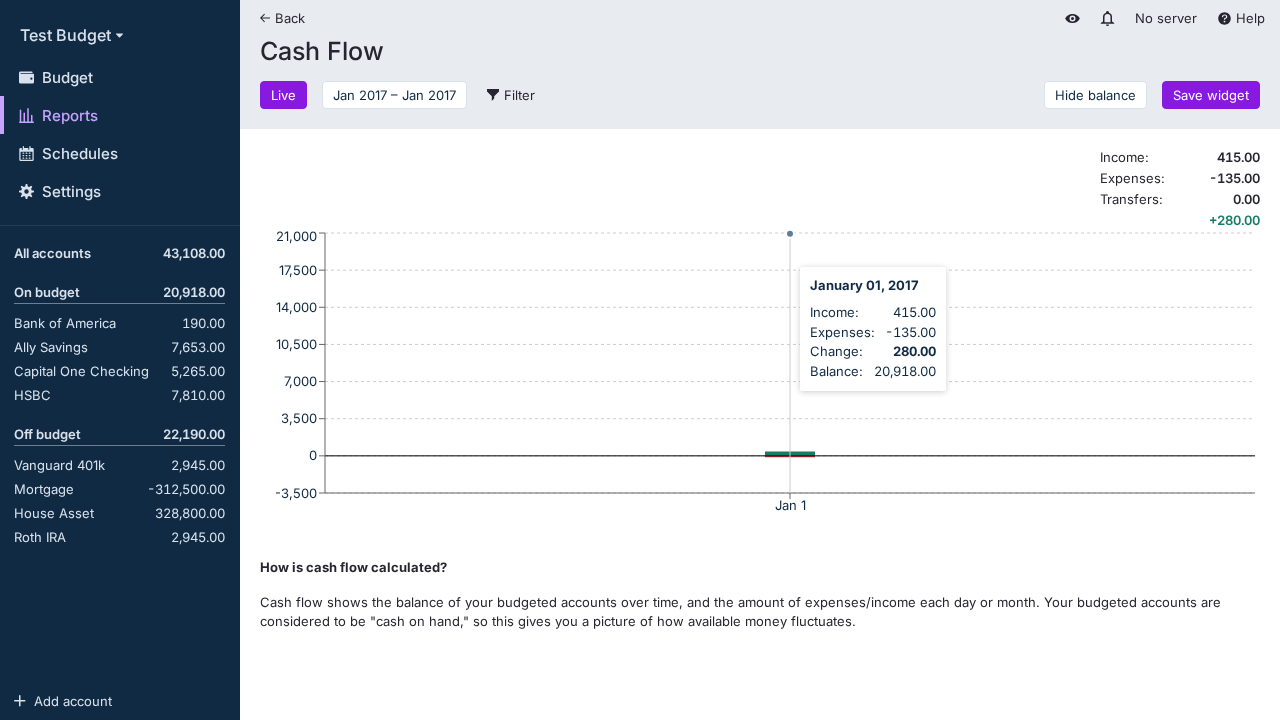 Test Budget
Budget
Reports
Schedules
Settings
All accounts 43,108.00
On budget 20,918.00
Bank of America 190.00
Ally Savings 7,653.00
Capital One Checking 5,265.00
HSBC 7,810.00
Off budget 22,190.00
Vanguard 401k 2,945.00
Mortgage -312,500.00
House Asset 328,800.00
Roth IRA 2,945.00
Add account
Back
No server
Help
Cash Flow
Live
Jan 2017 – Jan 2017
Filter
Hide balance
Save widget
Income: 415.00
Expenses: -135.00
Transfers: 0.00
+280.00
21,000
17,500
14,000
10,500
7,000
3,500
0
-3,500
Jan 1
January 01, 2017
Income: 415.00
Expenses: -135.00
Change: 280.00
Balance: 20,918.00
How is cash flow calculated?
Cash flow shows the balance of your budgeted accounts over time, and the amount of expenses/income each day or month. Your budgeted accounts are
considered to be "cash on hand," so this gives you a picture of how available money fluctuates.